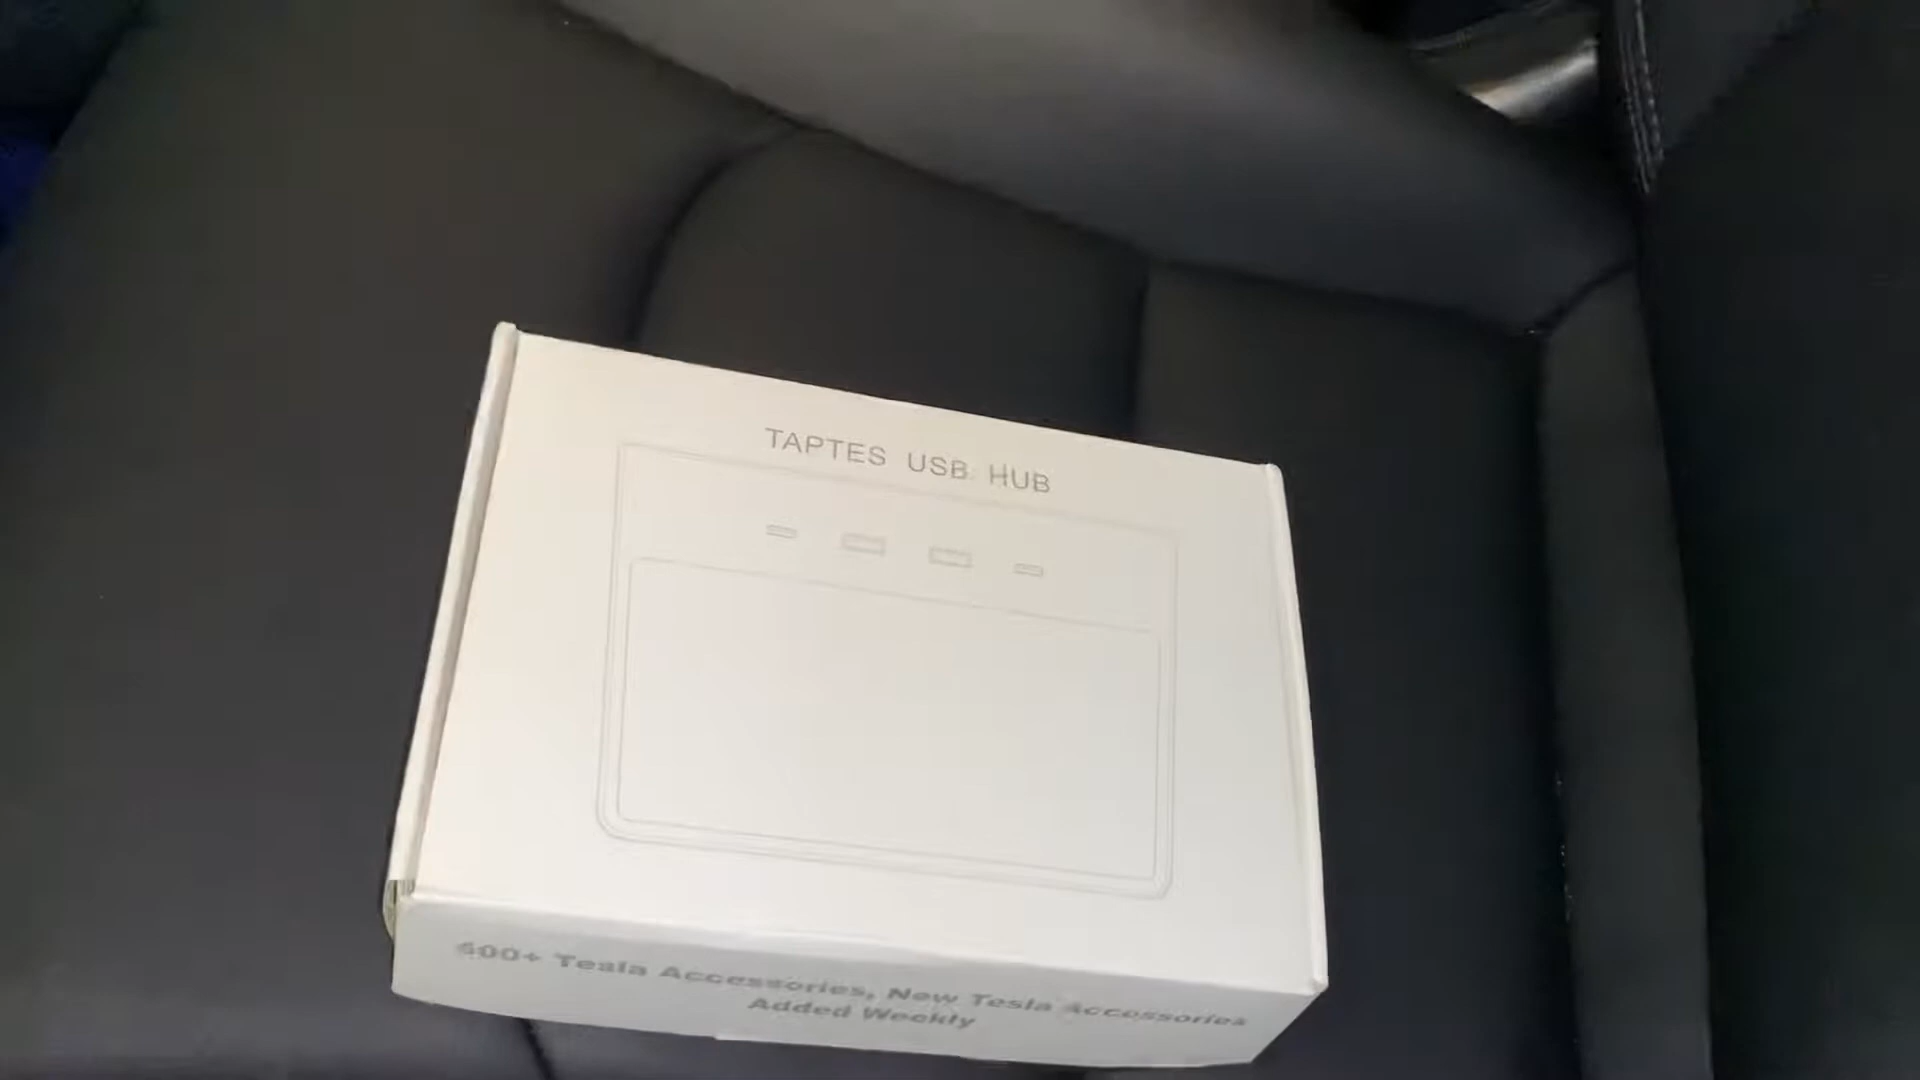 TAPTES USB HUB
400+ Tesla Accessories, New Tesla Accessories
Added Weekly